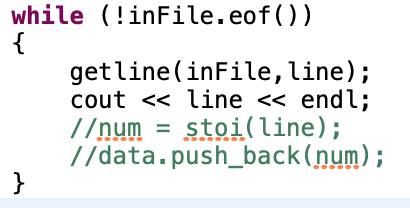 while (!inFile.eof())
{
    getline(inFile,line);
    cout << line << endl;
    //num = stoi(line);
    //data.push_back(num);
}